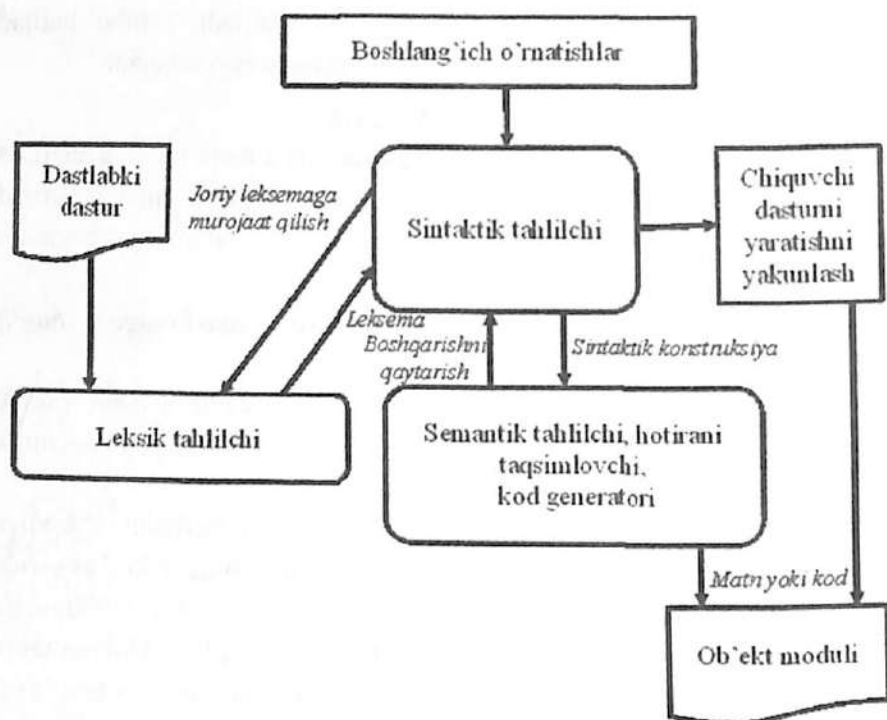 Boshlang'ich o'rnatishlar
Dastlabki
dastur
Joriy leksemaga
murojaat qilish
Sintaktik tahlilchi
Chiquvchi
dasturni
yaratishni
yakunlash
Leksema
Boshqarishni
qaytarish
Sintaktik konstruksiya
Leksik tahlilchi
Semantik tahlilchi, hotirani
taqsimlovchi,
kod generatori
Matn yoki kod
Ob'ekt moduli